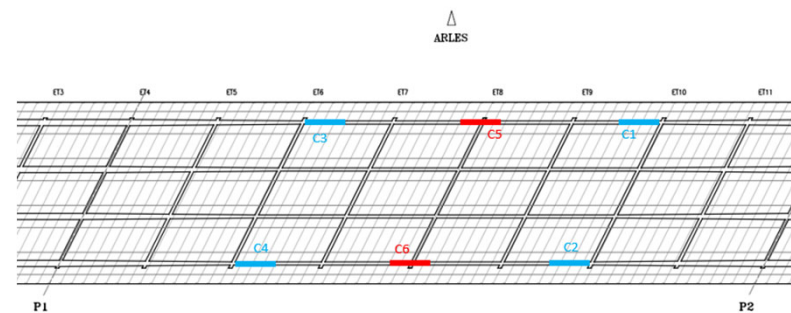 ARLES
ET3 ET4 ET5 ET6 ET7 ET8 ET9 ET10 ET11
C3 C5 C1
C4 C6 C2
P1 P2